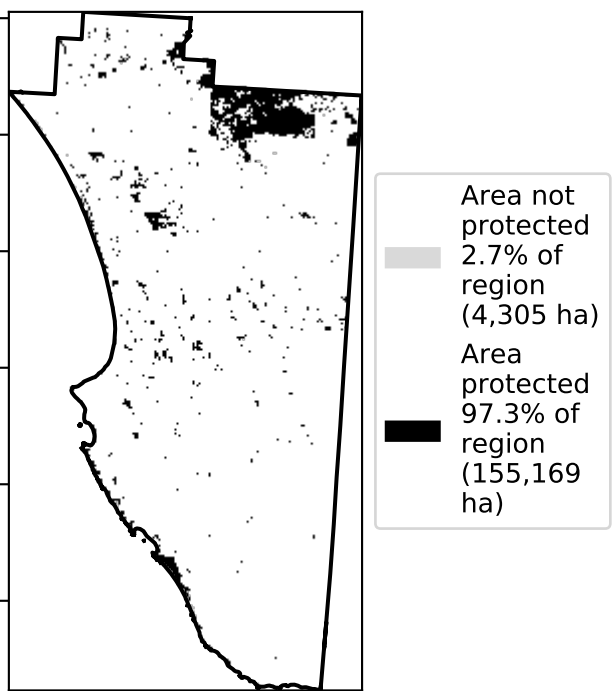 Area not
protected
2.7% of
region
(4,305 ha)
Area
protected
97.3% of
region
(155,169
ha)